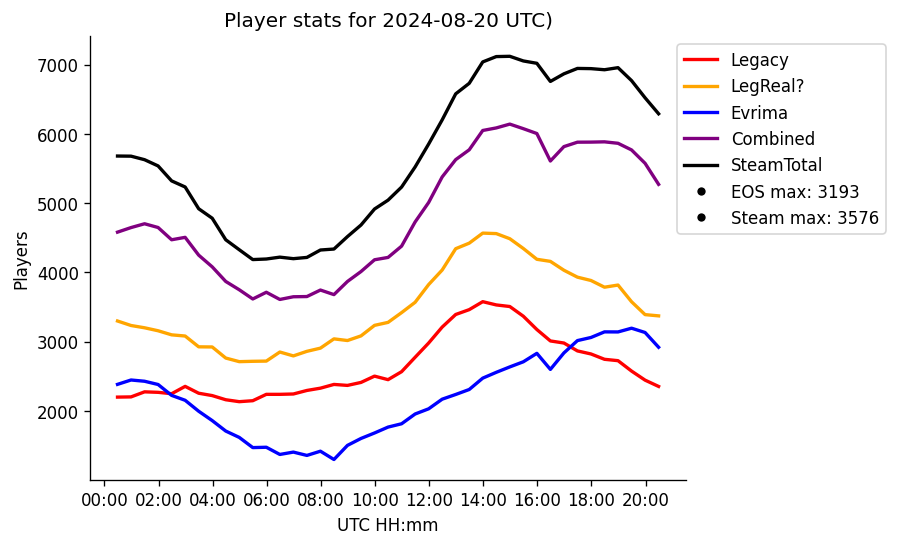 Player stats for 2024-08-20 UTC)
7000
6000
5000
4000
3000
2000
Players
00:00 02:00 04:00 06:00 08:00 10:00 12:00 14:00 16:00 18:00 20:00
UTC HH:mm
Legacy
LegReal?
Evrima
Combined
SteamTotal
EOS max: 3193
Steam max: 3576